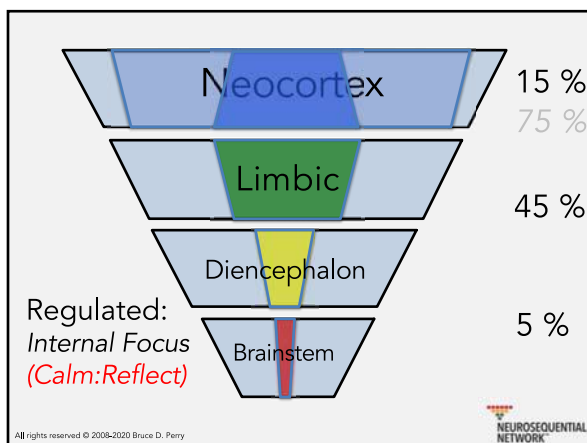 Neocortex
15 %
75 %
Limbic
45 %
Diencephalon
Regulated:
Internal Focus
(Calm:Reflect)
Brainstem
5 %
All rights reserved © 2008-2020 Bruce D. Perry
NEUROSEQUENTIAL
NETWORK™